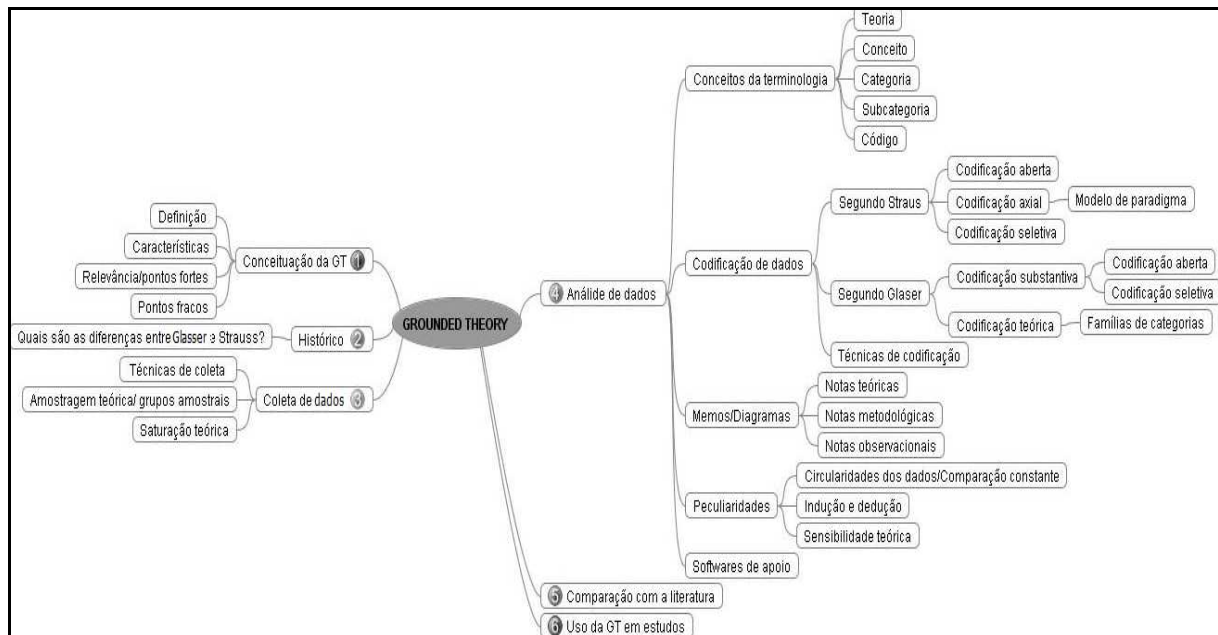 GROUNDED THEORY
Conceituação da GT 1
Definição
Características
Relevância/pontos fortes
Pontos fracos
Histórico 2
Quais são as diferenças entre Glasser e Strauss?
Coleta de dados 3
Técnicas de coleta
Amostragem teórica/ grupos amostrais
Saturação teórica
4 Análide de dados
Conceitos da terminologia
Teoria
Conceito
Categoria
Subcategoria
Código
Codificação de dados
Segundo Straus
Codificação aberta
Codificação axial
Modelo de paradigma
Codificação seletiva
Segundo Glaser
Codificação substantiva
Codificação aberta
Codificação seletiva
Codificação teórica
Famílias de categorias
Técnicas de codificação
Memos/Diagramas
Notas teóricas
Notas metodológicas
Notas observacionais
Peculiaridades
Circularidades dos dados/Comparação constante
Indução e dedução
Sensibilidade teórica
Softwares de apoio
5 Comparação com a literatura
6 Uso da GT em estudos